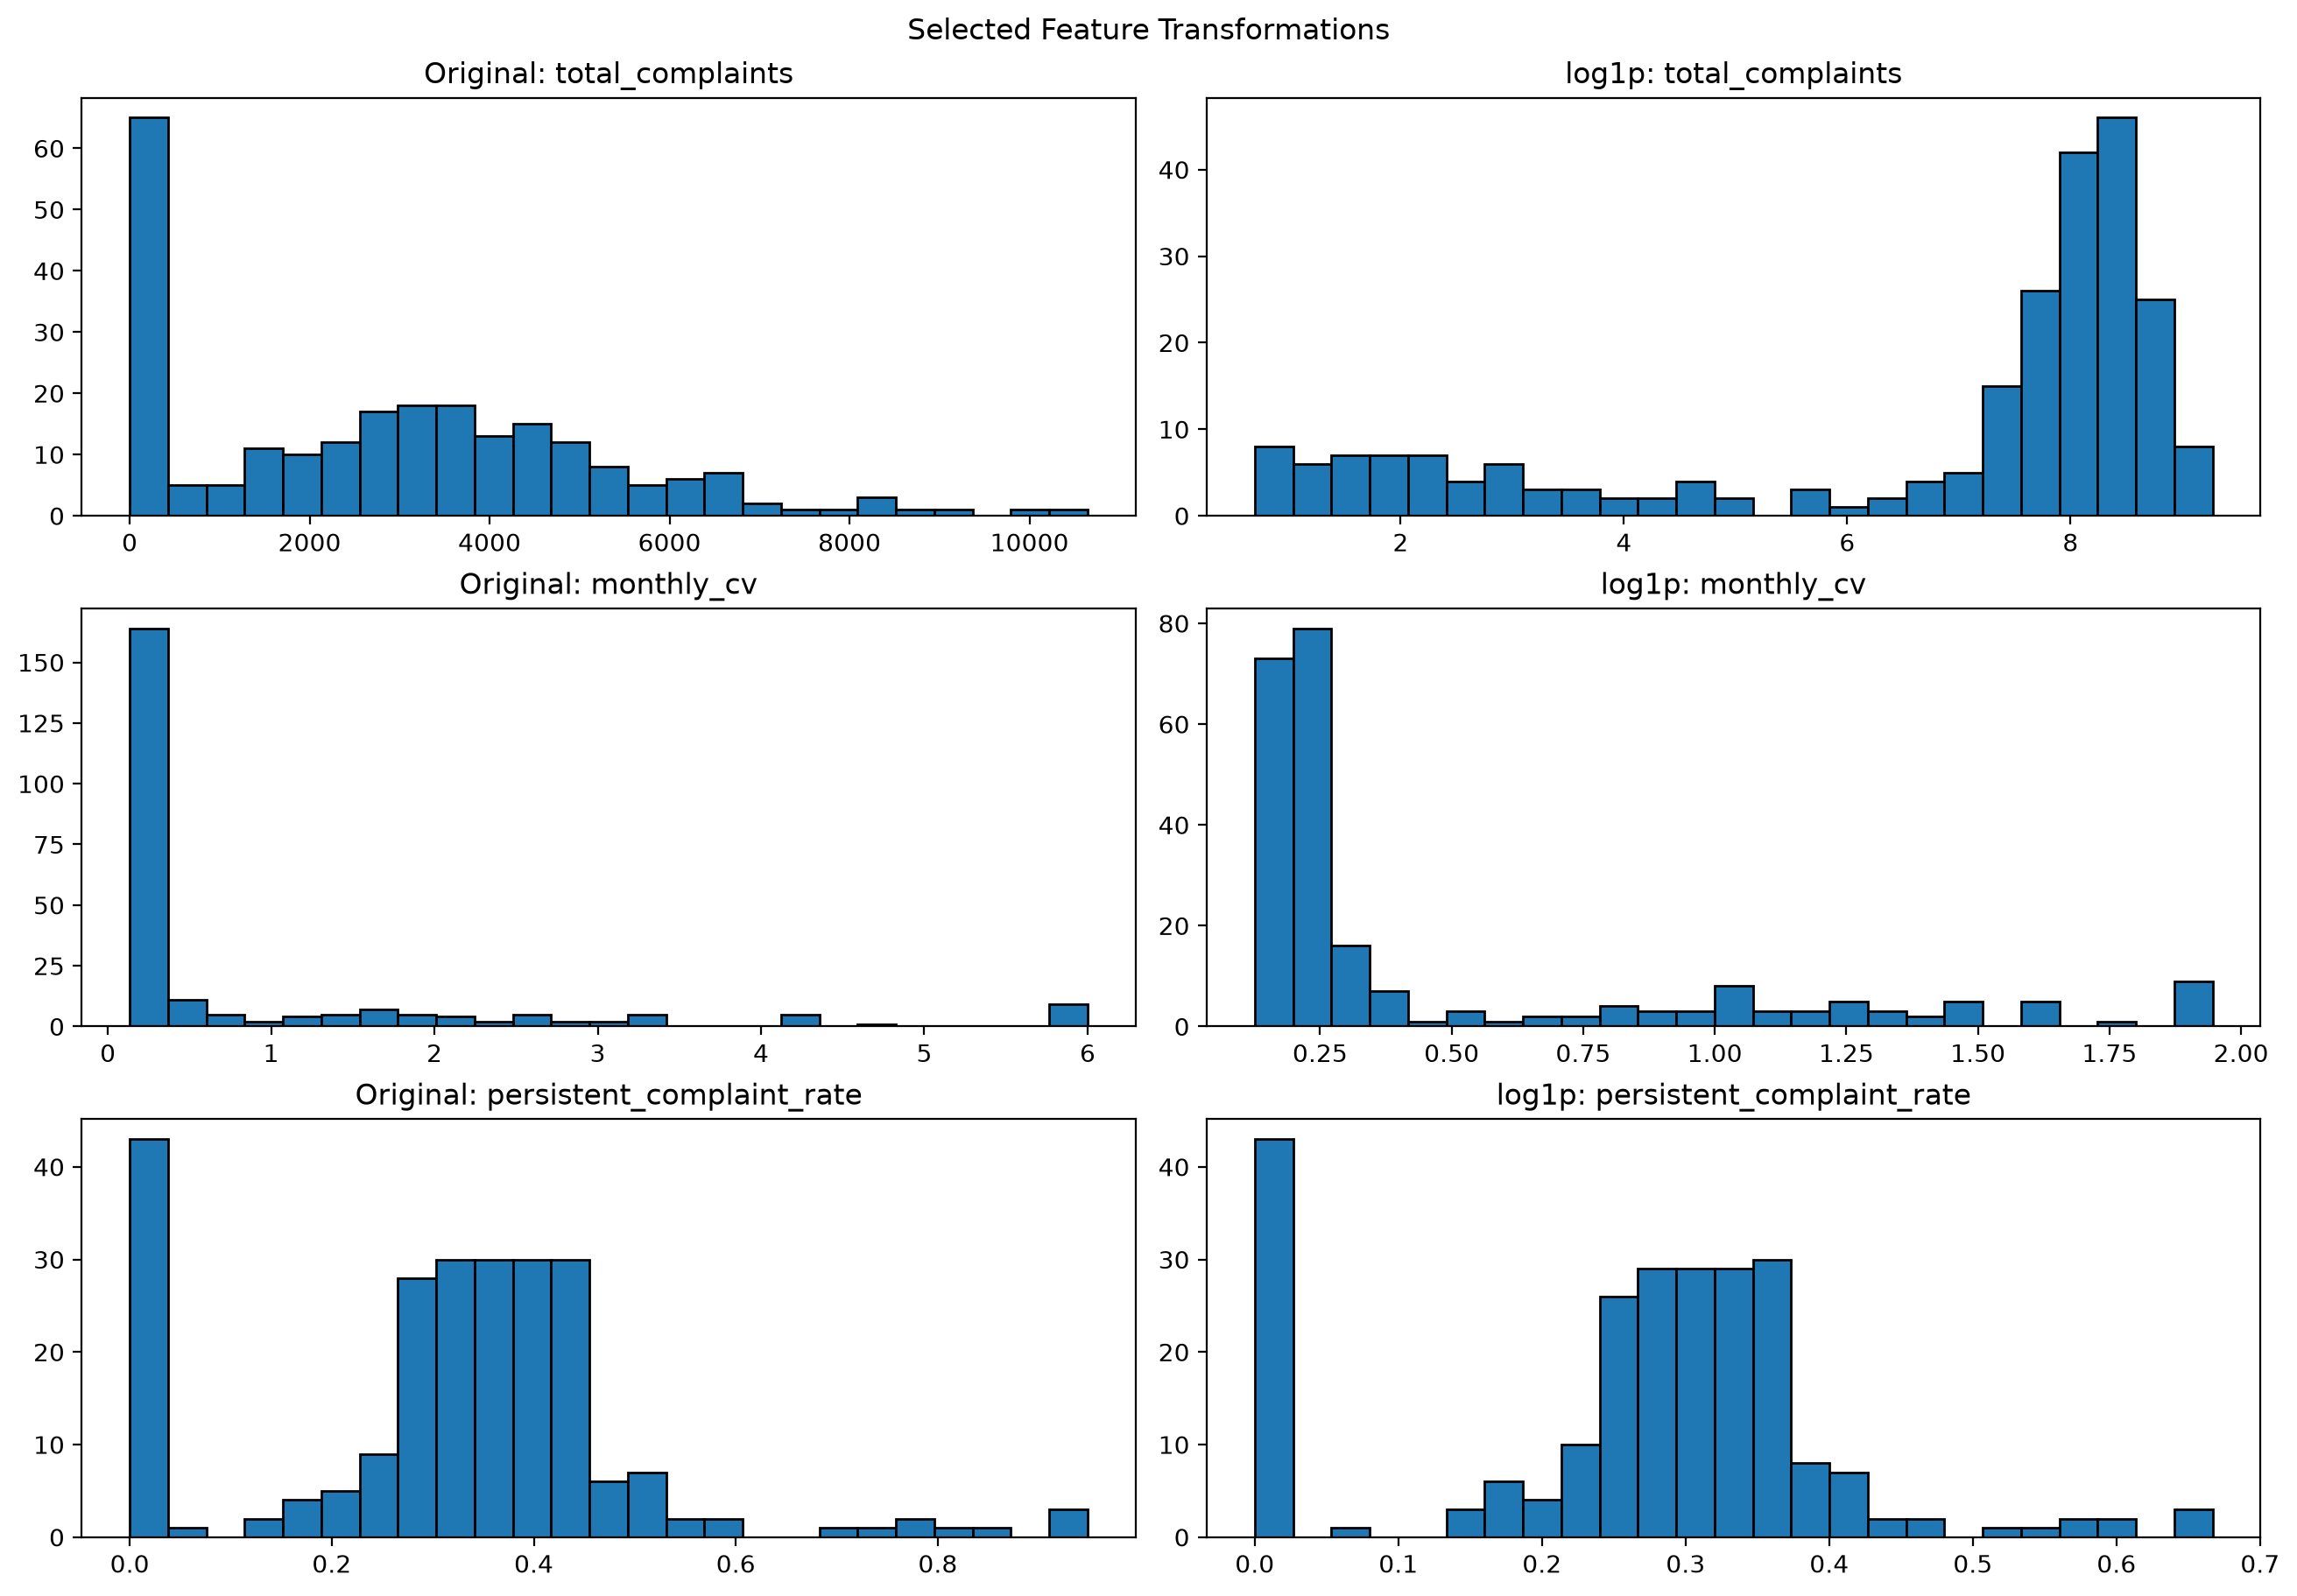 Selected Feature Transformations
Original: total_complaints
log1p: total_complaints
60
50
40
30
20
10
0
0 2000 4000 6000 8000 10000
40
30
20
10
0
2 4 6 8
Original: monthly_cv
log1p: monthly_cv
150
125
100
75
50
25
0
0 1 2 3 4 5 6
80
60
40
20
0
0.25 0.50 0.75 1.00 1.25 1.50 1.75 2.00
Original: persistent_complaint_rate
log1p: persistent_complaint_rate
40
30
20
10
0
0.0 0.2 0.4 0.6 0.8
40
30
20
10
0
0.0 0.1 0.2 0.3 0.4 0.5 0.6 0.7